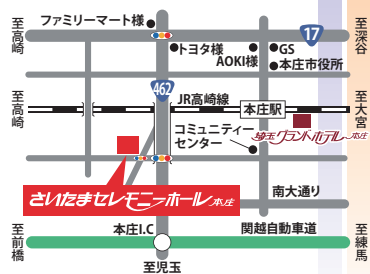 ファミリーマート様
至高崎
17
至深谷
トヨタ様
AOKI様
GS
本庄市役所
462
JR高崎線
本庄駅
至高崎
至大宮
コミュニティー
センター
埼玉グランドホテル本庄
さいたまセレモニーホール本庄
南大通り
本庄I.C
関越自動車道
至前橋
至練馬
至児玉